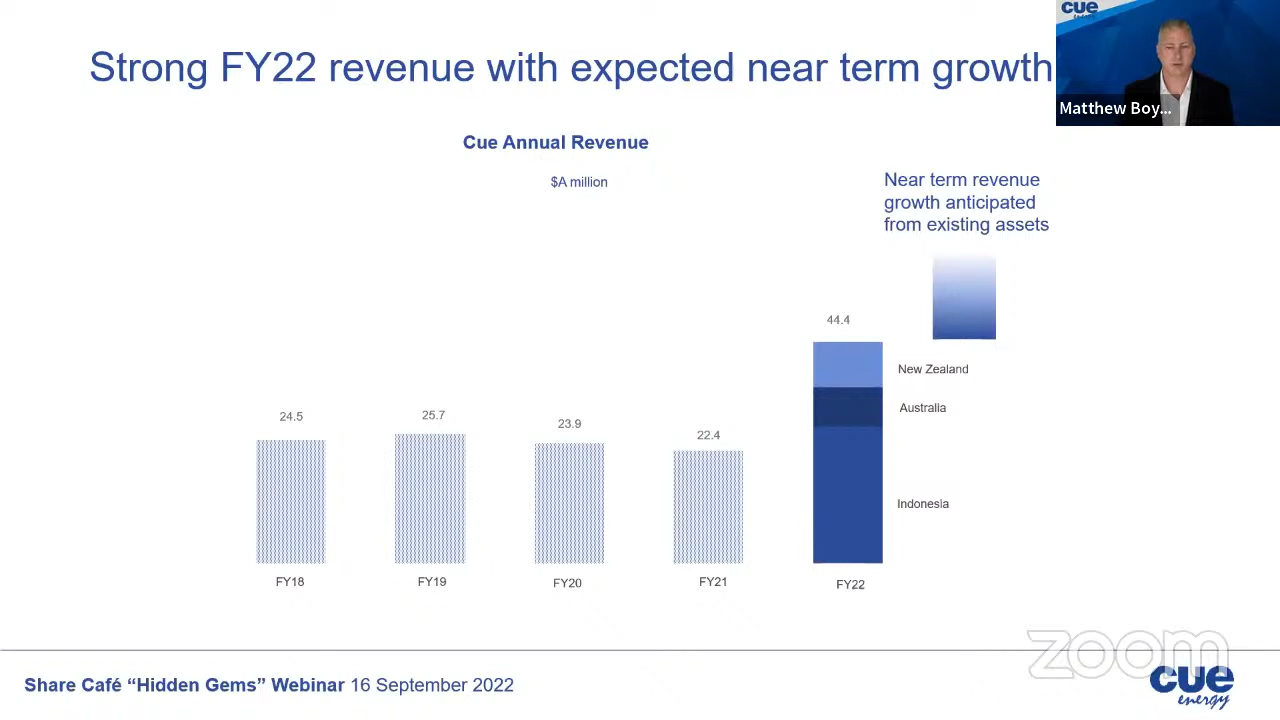 cue
energy
Strong FY22 revenue with expected near term growth
Matthew Boy...
Cue Annual Revenue
$A million
Near term revenue
growth anticipated
from existing assets
44.4
New Zealand
Australia
Indonesia
24.5
25.7
23.9
22.4
FY18
FY19
FY20
FY21
FY22
zoom
Share Café “Hidden Gems” Webinar 16 September 2022
cue
energy